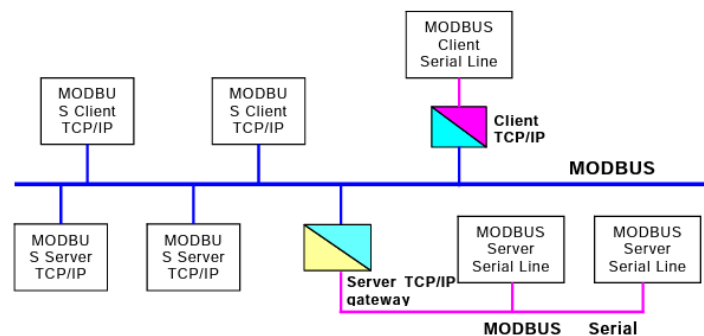 MODBUS
Client
Serial Line
MODBU
S Client
TCP/IP
MODBU
S Client
TCP/IP
Client
TCP/IP
MODBUS
MODBU
S Server
TCP/IP
MODBU
S Server
TCP/IP
Server TCP/IP
gateway
MODBUS
Server
Serial Line
MODBUS
Server
Serial Line
MODBUS Serial